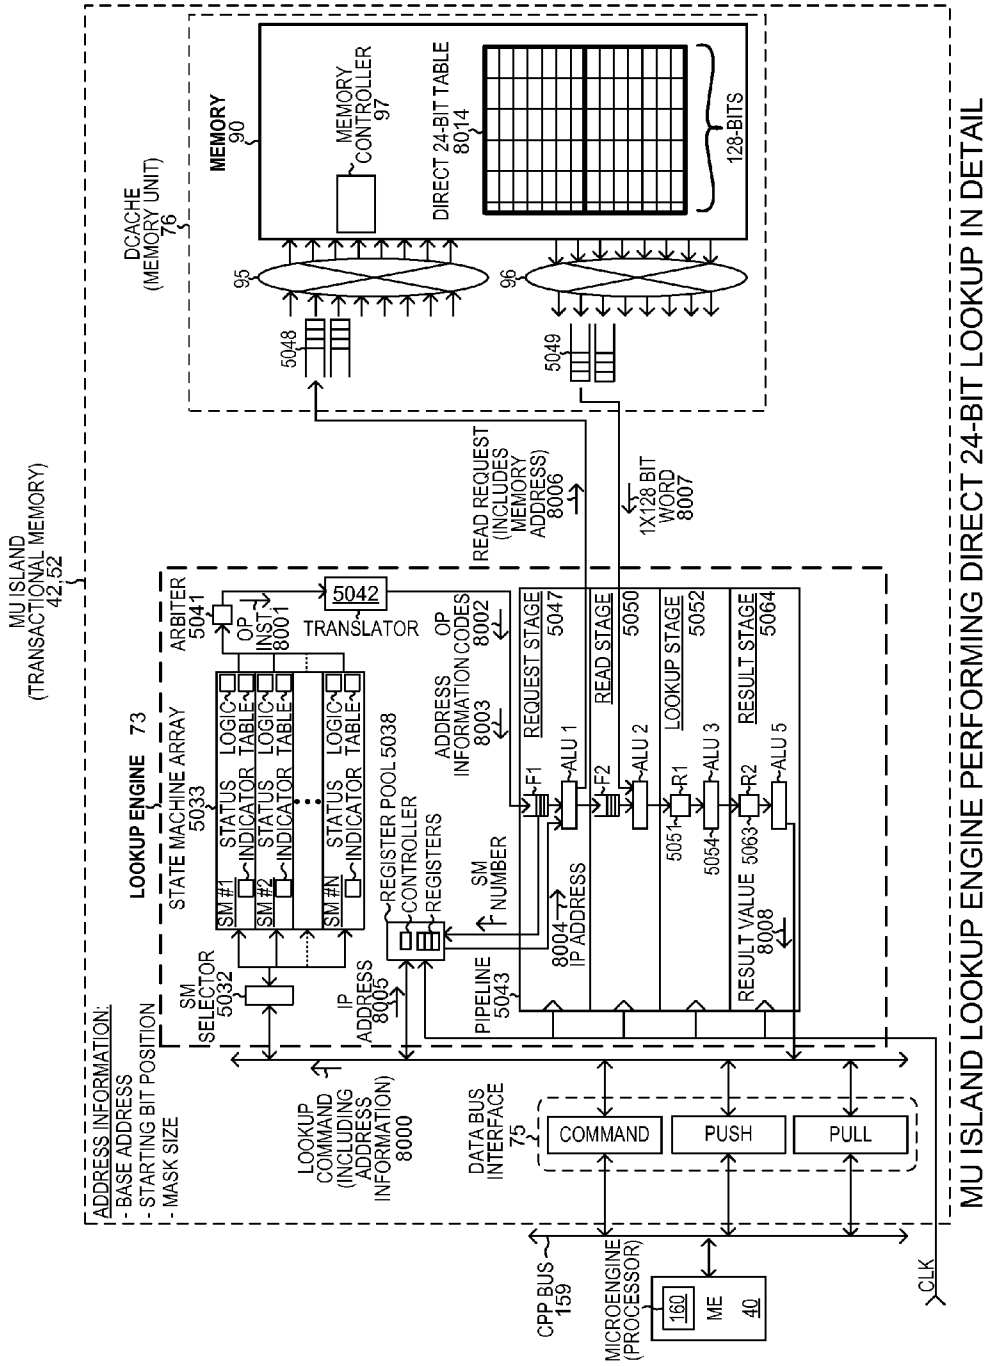 MU ISLAND
(TRANSACTIONAL MEMORY)
42,52
ADDRESS INFORMATION:
- BASE ADDRESS
- STARTING BIT POSITION
- MASK SIZE
LOOKUP ENGINE 73
STATE MACHINE ARRAY
5033
SM
SELECTOR
5032
SM #1
STATUS
INDICATOR
LOGIC
TABLE
SM #2
STATUS
INDICATOR
LOGIC
TABLE
SM #N
STATUS
INDICATOR
LOGIC
TABLE
ARBITER
5041
OP
INST.
8001
5042
TRANSLATOR
IP
ADDRESS
8005
REGISTER POOL 5038
CONTROLLER
REGISTERS
SM
NUMBER
8004
IP ADDRESS
OP
INFORMATION CODES
8002
ADDRESS
INFORMATION
8003
PIPELINE
5043
REQUEST STAGE
5047
F1
ALU 1
READ STAGE
5050
F2
ALU 2
LOOKUP STAGE
5052
R1
5051
ALU 3
5054
RESULT STAGE
5064
R2
5063
ALU 5
RESULT VALUE
8008
DCACHE
(MEMORY UNIT)
76
MEMORY
90
MEMORY
CONTROLLER
97
DIRECT 24-BIT TABLE
8014
128-BITS
95
96
5048
5049
READ REQUEST
(INCLUDES
MEMORY
ADDRESS)
8006
1X128 BIT
WORD
8007
LOOKUP
COMMAND
(INCLUDING
ADDRESS
INFORMATION)
8000
DATA BUS
INTERFACE
75
COMMAND
PUSH
PULL
CPP BUS
159
MICROENGINE
(PROCESSOR)
160
ME
40
CLK
MU ISLAND LOOKUP ENGINE PERFORMING DIRECT 24-BIT LOOKUP IN DETAIL